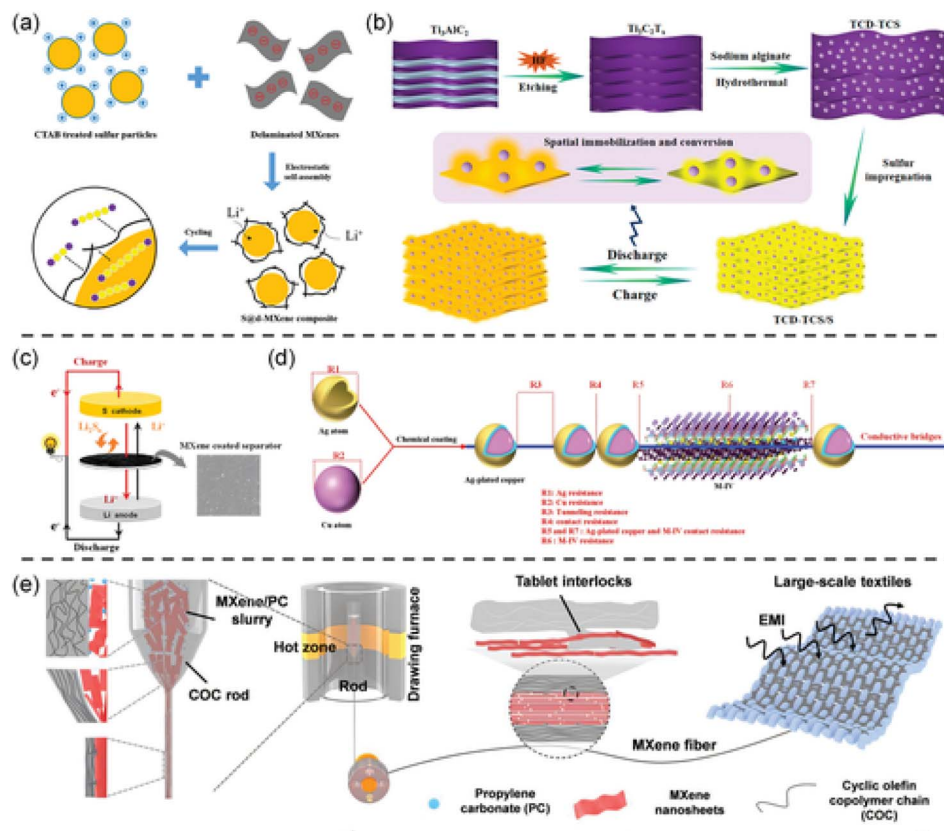 (a)
CTAB treated sulfur particles
Delaminated MXenes
Electrostatic
self-assembly
Li⁺
Li⁺
Cycling
S@d-MXene composite
(b)
Ti₃AlC₂
HF
Etching
Ti₃C₂Tₓ
Sodium alginate
Hydrothermal
TCD-TCS
Spatial immobilization and conversion
Sulfur
impregnation
Discharge
Charge
TCD-TCS/S
(c)
Charge
e⁻
S cathode
Li₂Sₓ
Li⁺
MXene coated separator
Li⁺
Li anode
e⁻
Discharge
(d)
R1
Ag atom
R2
Cu atom
Chemical coating
Ag-plated copper
R3
R4
R5
R6
R7
M-IV
Conductive bridges
R1: Ag resistance
R2: Cu resistance
R3: Tunneling resistance
R4: contact resistance
R5 and R7 : Ag-plated copper and M-IV contact resistance
R6 : M-IV resistance
(e)
MXene/PC
slurry
COC rod
Hot zone
Rod
Drawing furnace
Tablet interlocks
MXene fiber
Large-scale textiles
EMI
Propylene
carbonate (PC)
MXene
nanosheets
Cyclic olefin
copolymer chain
(COC)